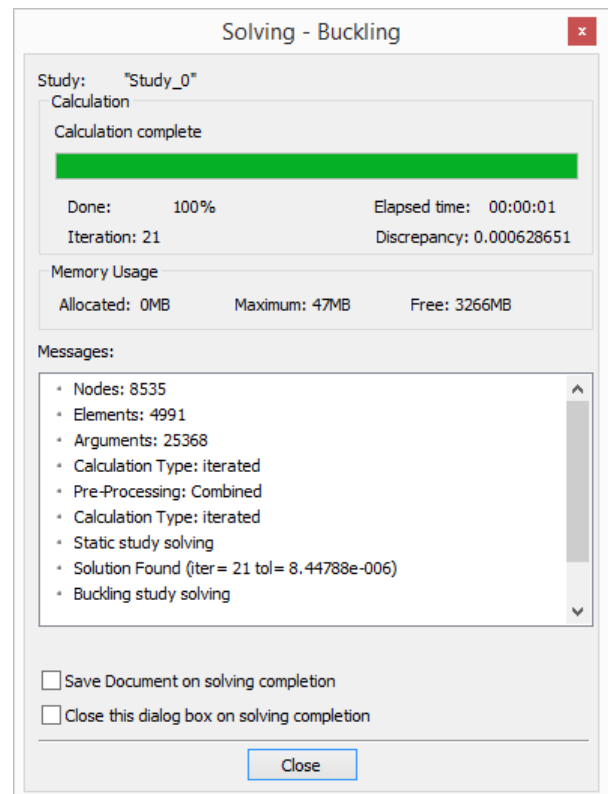 Solving - Buckling
x
Study: "Study_0"
Calculation
Calculation complete
Done: 100% Elapsed time: 00:00:01
Iteration: 21 Discrepancy: 0.000628651
Memory Usage
Allocated: 0MB Maximum: 47MB Free: 3266MB
Messages:
Nodes: 8535
Elements: 4991
Arguments: 25368
Calculation Type: iterated
Pre-Processing: Combined
Calculation Type: iterated
Static study solving
Solution Found (iter= 21 tol= 8.44788e-006)
Buckling study solving
Save Document on solving completion
Close this dialog box on solving completion
Close